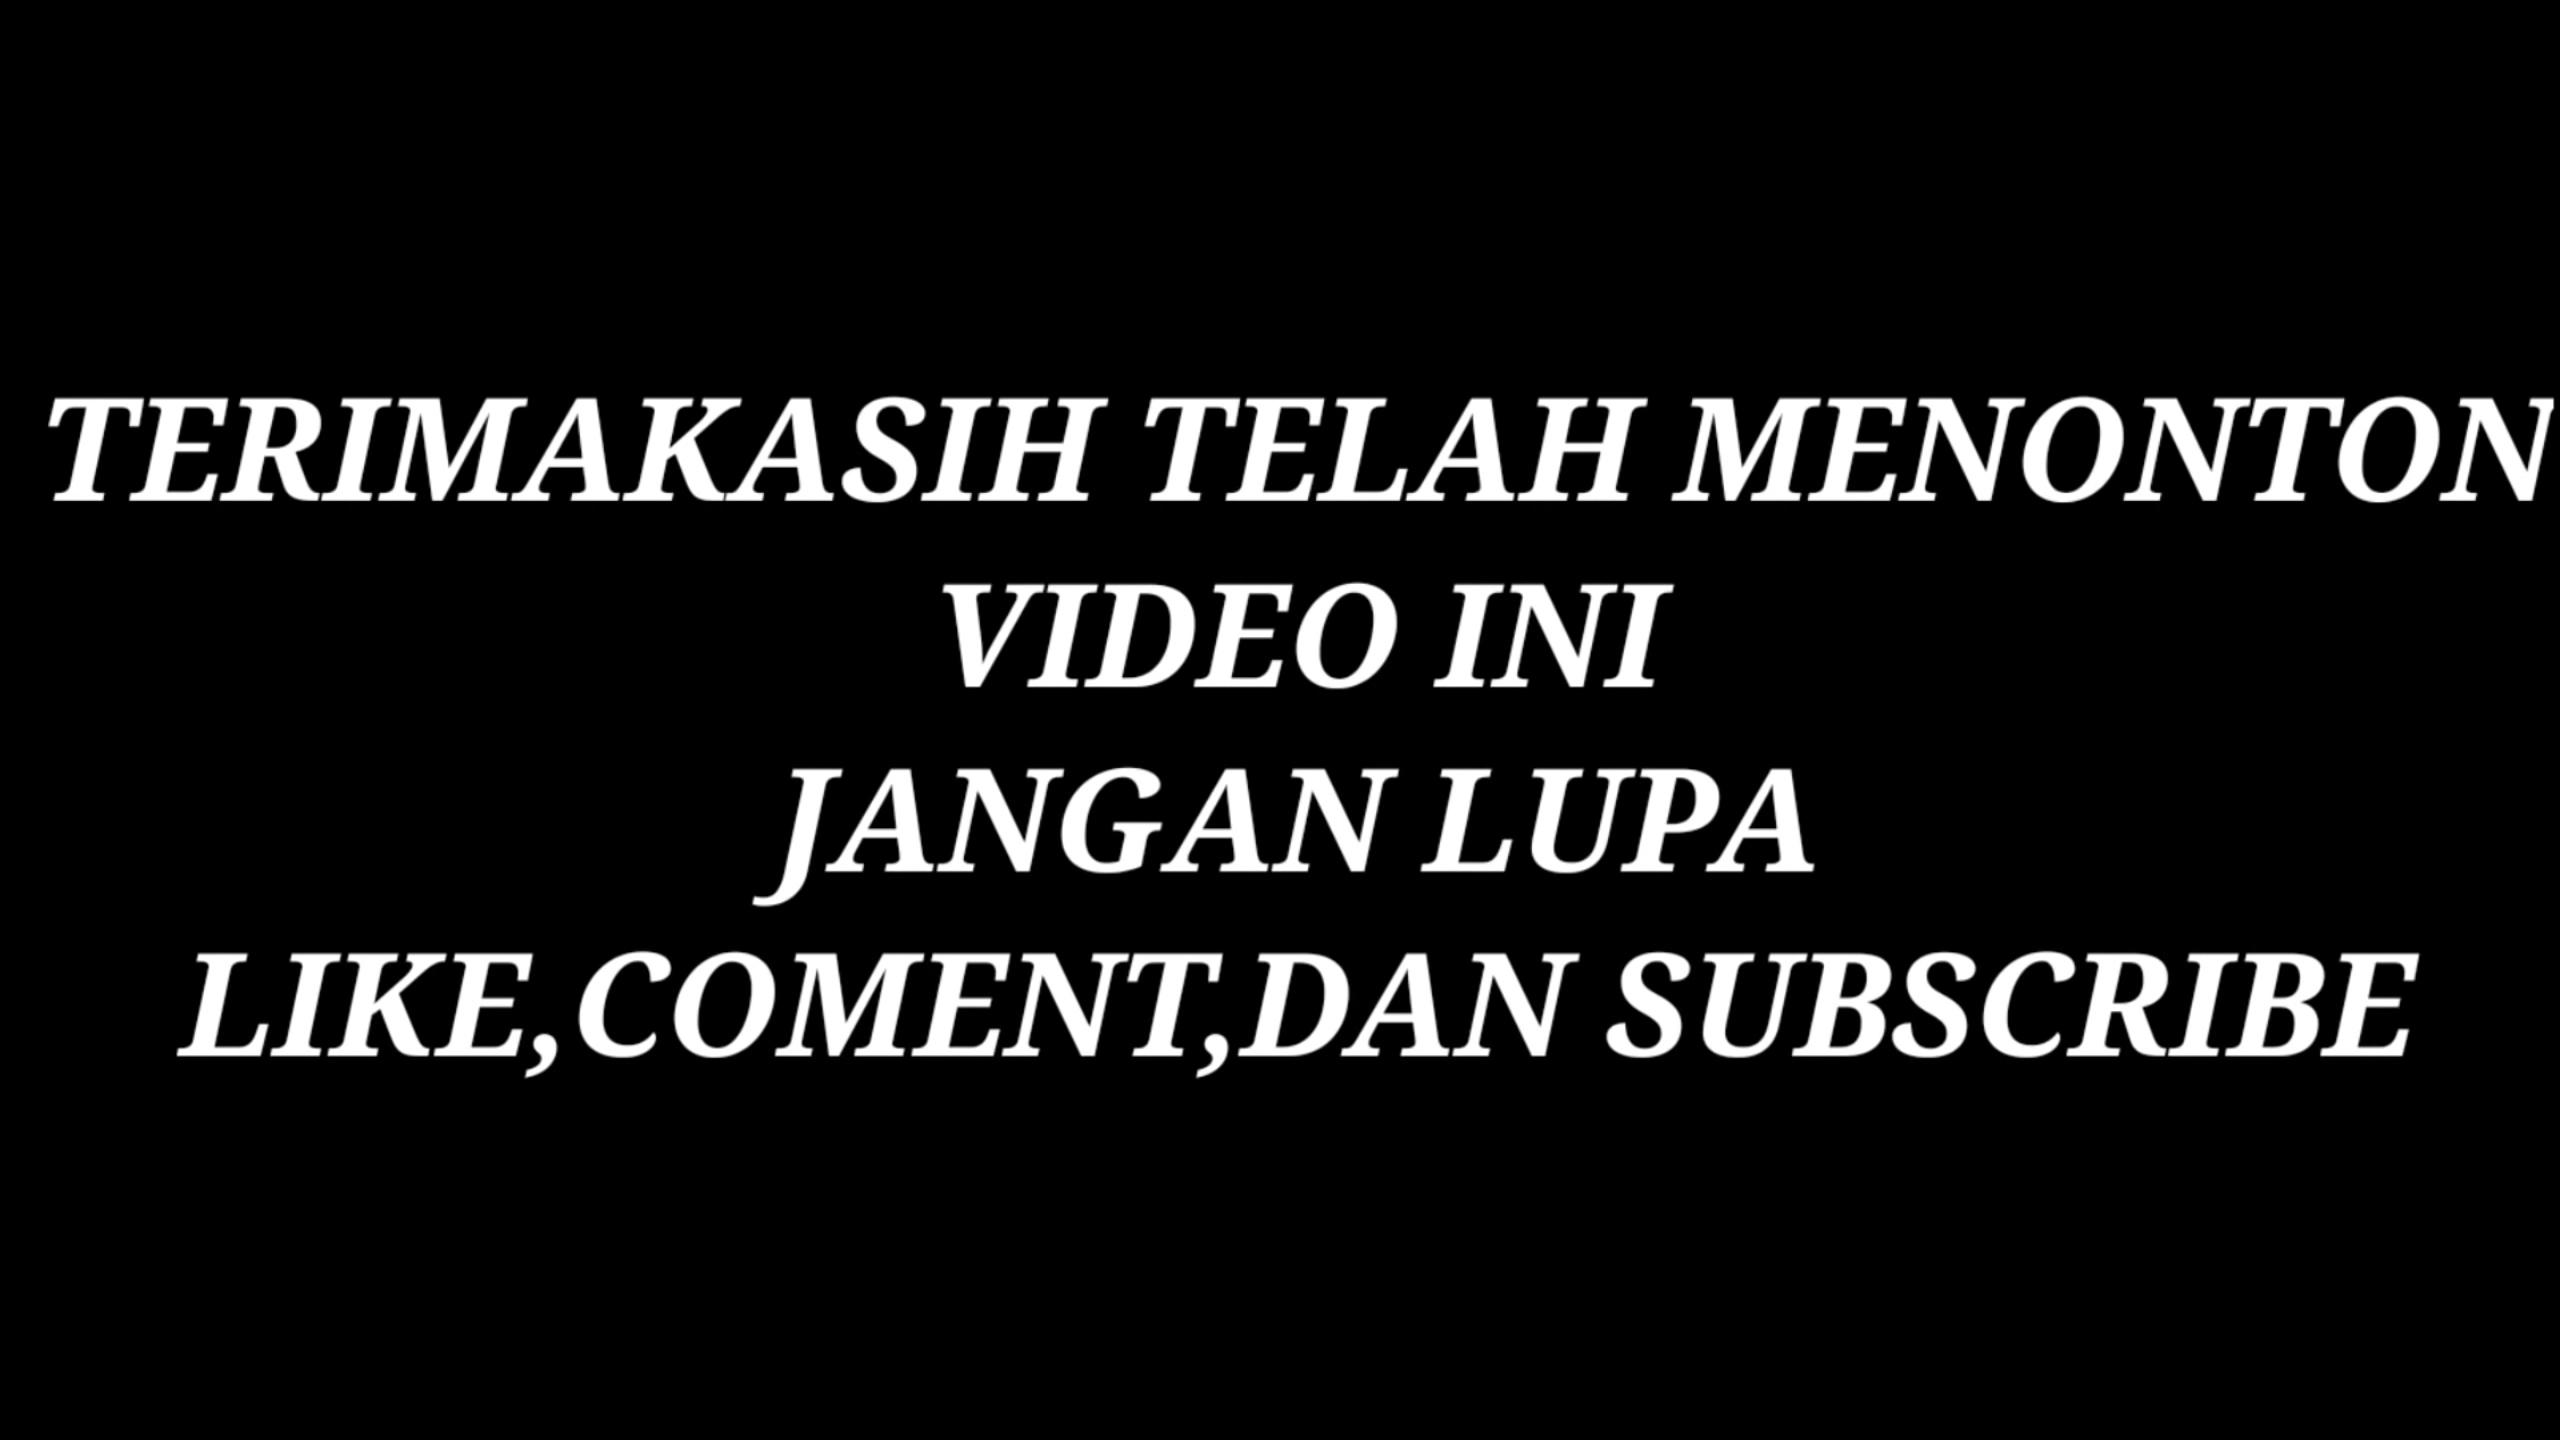 TERIMAKASIH TELAH MENONTON
VIDEO INI
JANGAN LUPA
LIKE,COMENT,DAN SUBSCRIBE